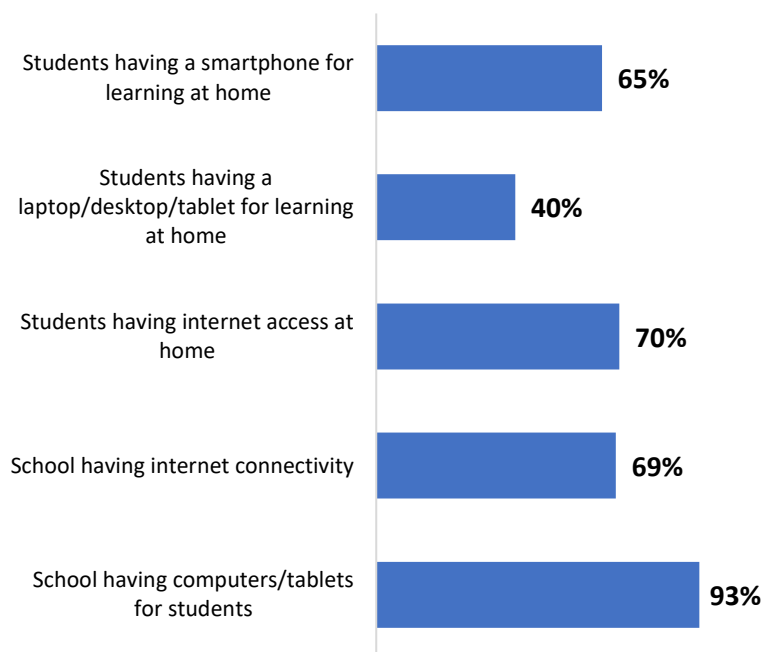 Students having a smartphone for
learning at home
65%
Students having a
laptop/desktop/tablet for learning
at home
40%
Students having internet access at
home
70%
School having internet connectivity
69%
School having computers/tablets
for students
93%